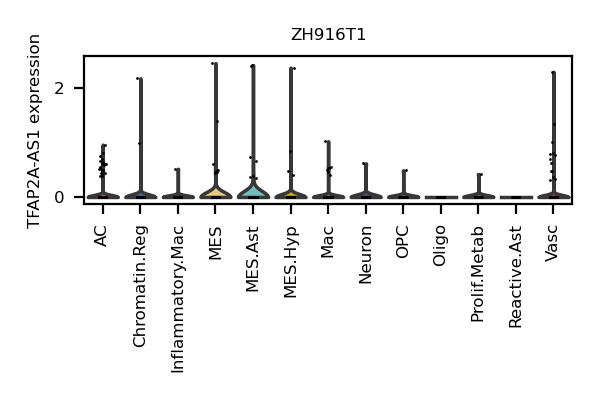 ZH916T1
TFAP2A-AS1 expression
2
0
AC
Chromatin.Reg
Inflammatory.Mac
MES
MES.Ast
MES.Hyp
Mac
Neuron
OPC
Oligo
Prolif.Metab
Reactive.Ast
Vasc